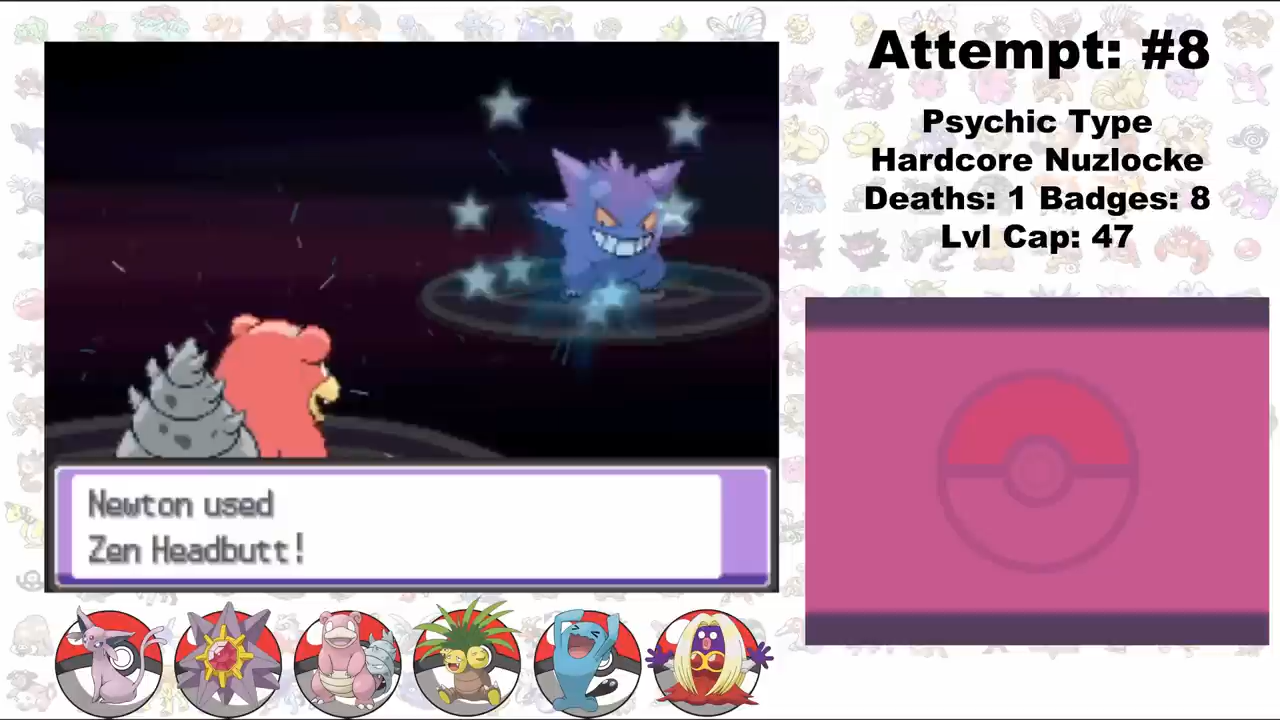 Attempt: #8
Psychic Type
Hardcore Nuzlocke
Deaths: 1 Badges: 8
Lvl Cap: 47
Newton used
Zen Headbutt!